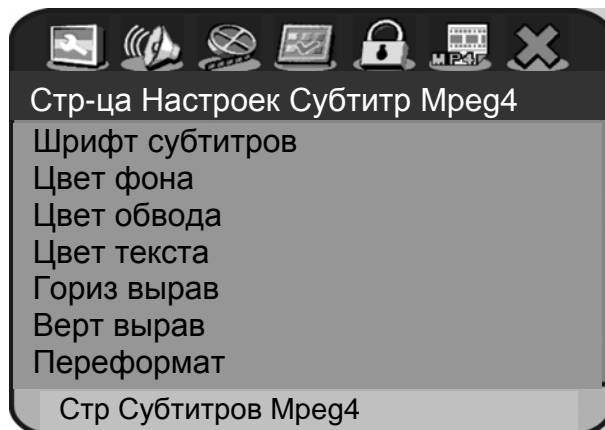 MP4
Стр-ца Настроек Субтитр Mpeg4
Шрифт субтитров
Цвет фона
Цвет обвода
Цвет текста
Гориз вырав
Верт вырав
Переформат
Стр Субтитров Mpeg4